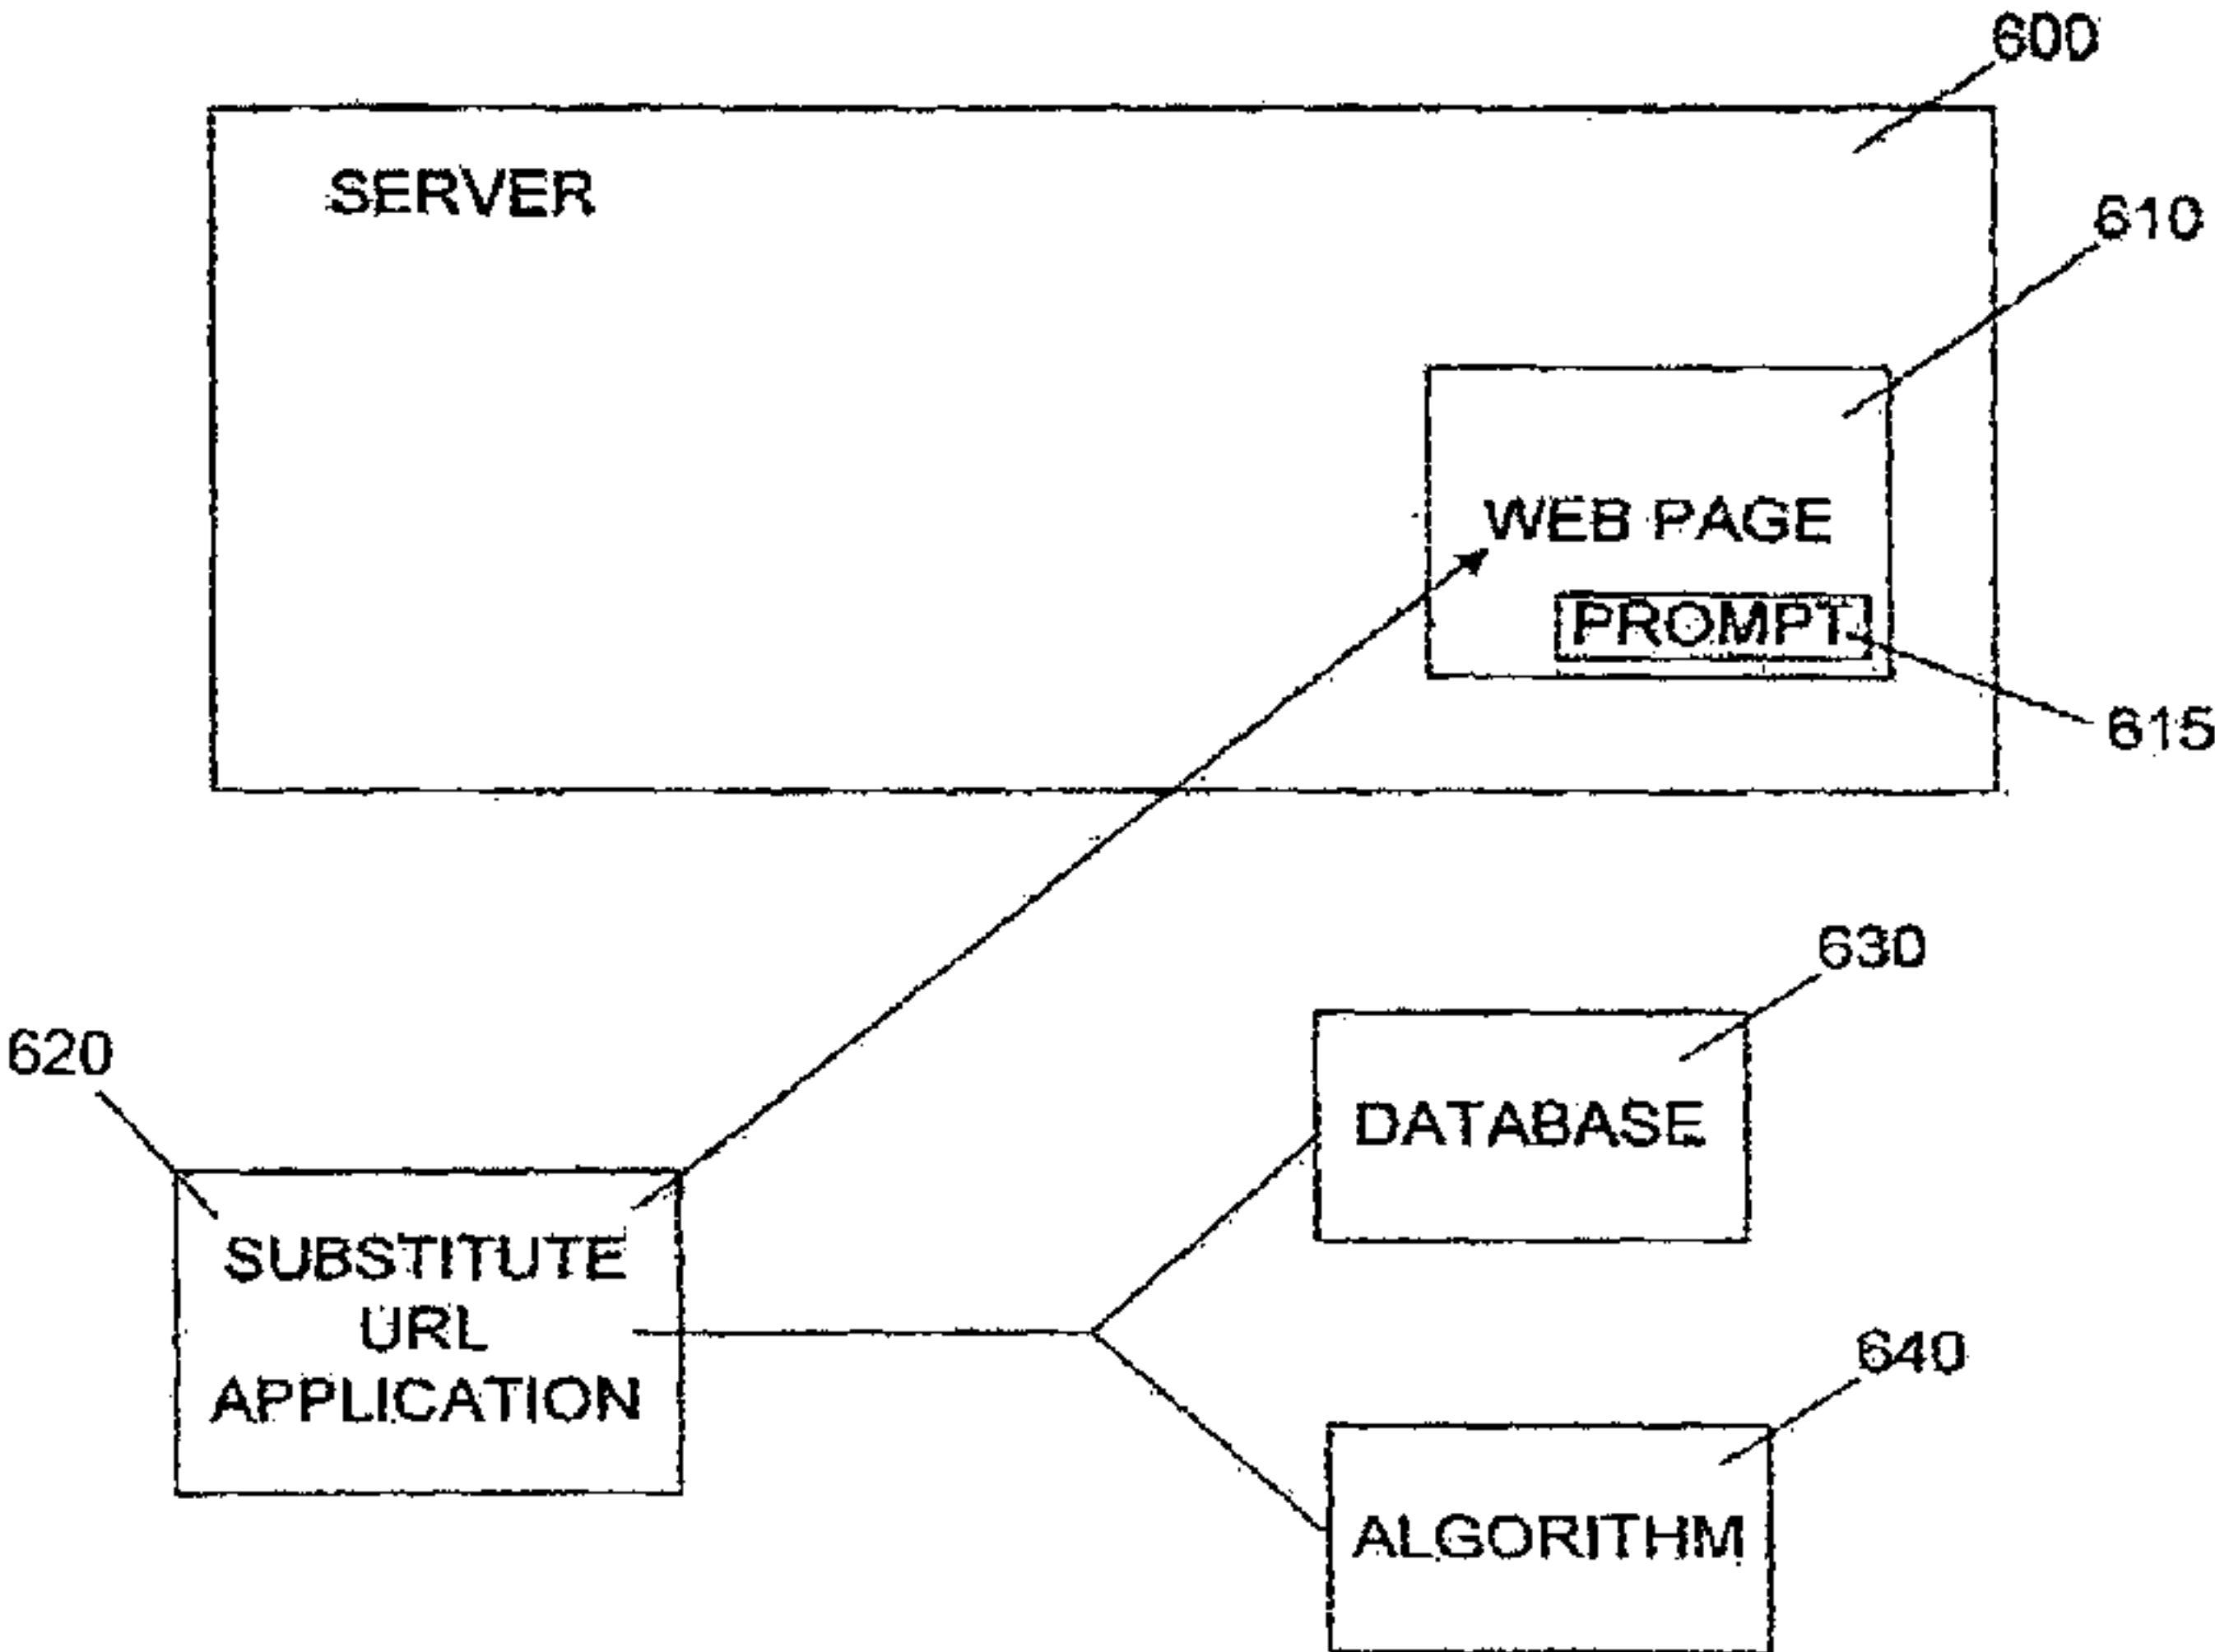 600
SERVER
610
WEB PAGE
PROMPT
615
630
620
DATABASE
SUBSTITUTE
URL
APPLICATION
640
ALGORITHM